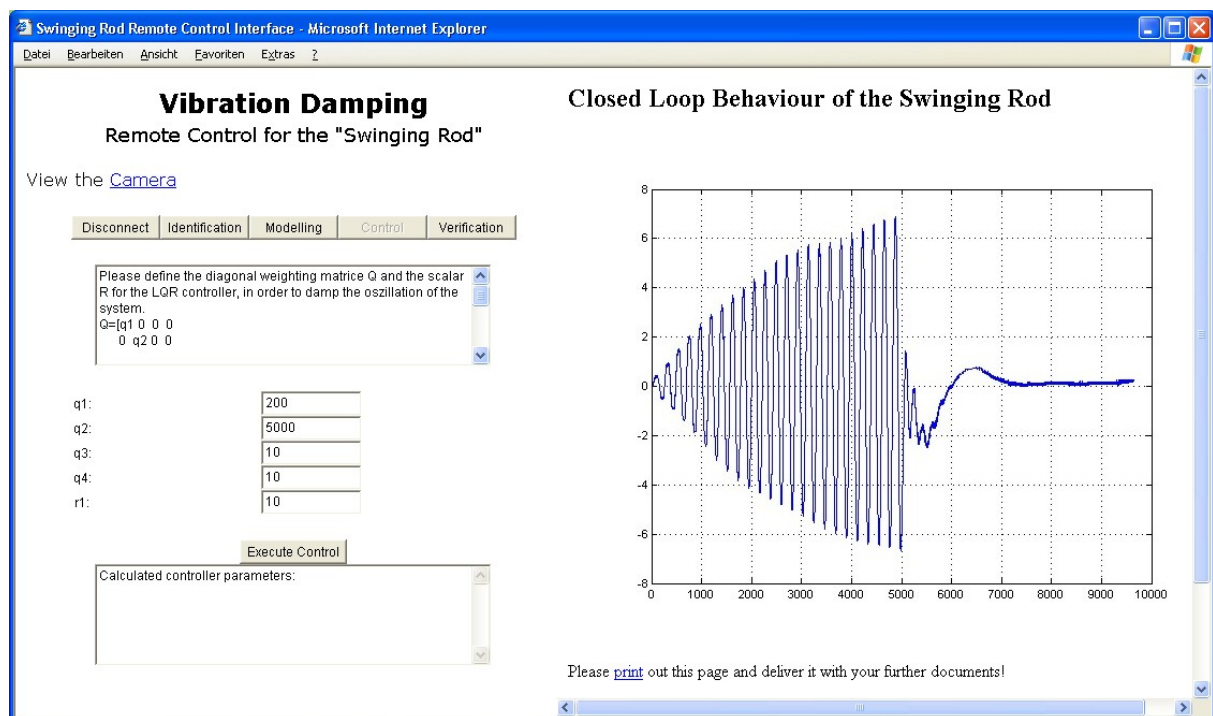 Swinging Rod Remote Control Interface - Microsoft Internet Explorer
Datei Bearbeiten Ansicht Favoriten Extras ?
Vibration Damping
Remote Control for the "Swinging Rod"
View the Camera
Disconnect Identification Modelling Control Verification
Please define the diagonal weighting matrice Q and the scalar
R for the LQR controller, in order to damp the oszillation of the
system.
Q=[q1 0 0 0
0 q2 0 0
q1: 200
q2: 5000
q3: 10
q4: 10
r1: 10
Execute Control
Calculated controller parameters:
Closed Loop Behaviour of the Swinging Rod
8
6
4
2
0
-2
-4
-6
-8
0 1000 2000 3000 4000 5000 6000 7000 8000 9000 10000
Please print out this page and deliver it with your further documents!